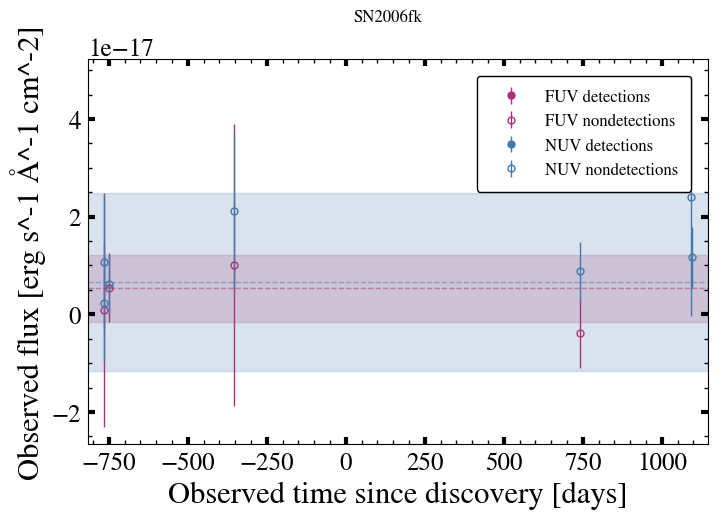 SN2006fk
1e−17
Observed flux [erg s^-1 Å^-1 cm^-2]
4
2
0
−2
FUV detections
FUV nondetections
NUV detections
NUV nondetections
−750 −500 −250 0 250 500 750 1000
Observed time since discovery [days]